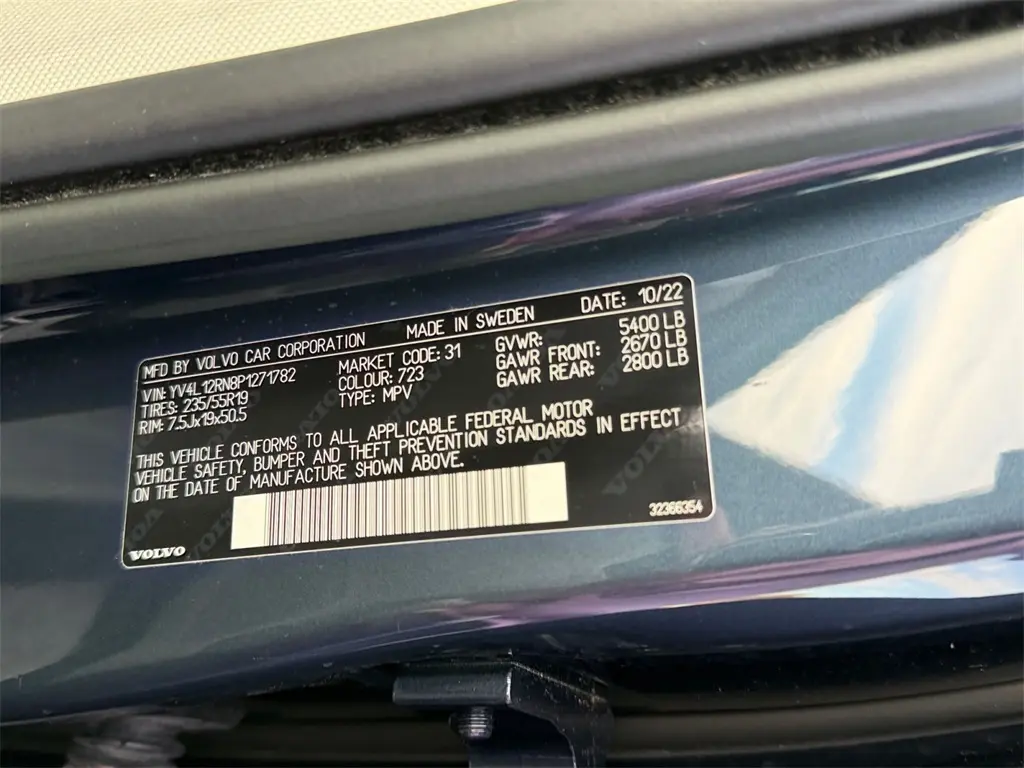 MFD BY VOLVO CAR CORPORATION MADE IN SWEDEN DATE: 10/22
VIN: YV4L12RN8P1271782 MARKET CODE: 31 GVWR: 5400 LB
TIRES: 235/55R19 COLOUR: 723 GAWR FRONT: 2670 LB
RIM: 7.5Jx19x50.5 TYPE: MPV GAWR REAR: 2800 LB
THIS VEHICLE CONFORMS TO ALL APPLICABLE FEDERAL MOTOR
VEHICLE SAFETY, BUMPER AND THEFT PREVENTION STANDARDS IN EFFECT
ON THE DATE OF MANUFACTURE SHOWN ABOVE.
VOLVO 32366354